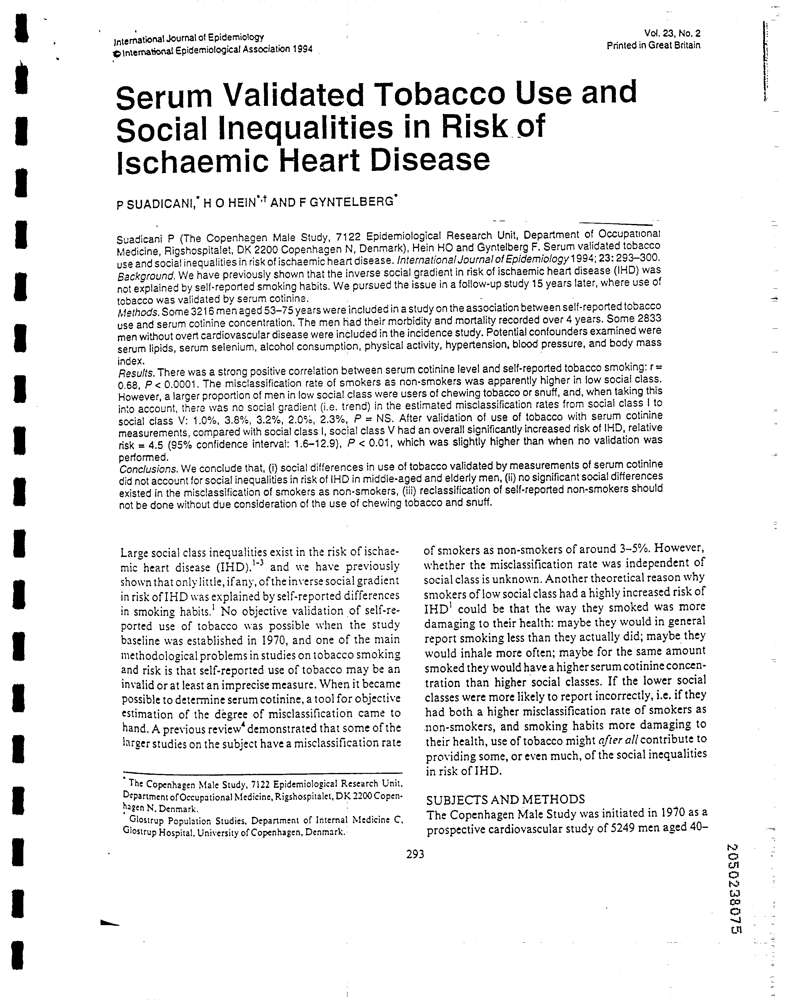 International Journal of Epidemiology
© International Epidemiological Association 1994
Vol. 23, No. 2
Printed in Great Britain
Serum Validated Tobacco Use and
Social Inequalities in Risk of
Ischaemic Heart Disease
P SUADICANI,* H O HEIN*,† AND F GYNTELBERG*
Suadicani P (The Copenhagen Male Study, 7122 Epidemiological Research Unit, Department of Occupational
Medicine, Rigshospitalet, DK 2200 Copenhagen N, Denmark), Hein HO and Gyntelberg F. Serum validated tobacco
use and social inequalities in risk of ischaemic heart disease. International Journal of Epidemiology 1994; 23: 293–300.
Background. We have previously shown that the inverse social gradient in risk of ischaemic heart disease (IHD) was
not explained by self-reported smoking habits. We pursued the issue in a follow-up study 15 years later, where use of
tobacco was validated by serum cotinine.
Methods. Some 3216 men aged 53–75 years were included in a study on the association between self-reported tobacco
use and serum cotinine concentration. The men had their morbidity and mortality recorded over 4 years. Some 2833
men without overt cardiovascular disease were included in the incidence study. Potential confounders examined were
serum lipids, serum selenium, alcohol consumption, physical activity, hypertension, blood pressure, and body mass
index.
Results. There was a strong positive correlation between serum cotinine level and self-reported tobacco smoking: r =
0.68, P < 0.0001. The misclassification rate of smokers as non-smokers was apparently higher in low social class.
However, a larger proportion of men in low social class were users of chewing tobacco or snuff, and, when taking this
into account, there was no social gradient (i.e. trend) in the estimated misclassification rates from social class I to
social class V: 1.0%, 3.8%, 3.2%, 2.0%, 2.3%, P = NS. After validation of use of tobacco with serum cotinine
measurements, compared with social class I, social class V had an overall significantly increased risk of IHD, relative
risk = 4.5 (95% confidence interval: 1.6–12.9), P < 0.01, which was slightly higher than when no validation was
performed.
Conclusions. We conclude that, (i) social differences in use of tobacco validated by measurements of serum cotinine
did not account for social inequalities in risk of IHD in middle-aged and elderly men, (ii) no significant social differences
existed in the misclassification of smokers as non-smokers, (iii) reclassification of self-reported non-smokers should
not be done without due consideration of the use of chewing tobacco and snuff.
Large social class inequalities exist in the risk of ischae-
mic heart disease (IHD),1-3 and we have previously
shown that only little, if any, of the inverse social gradient
in risk of IHD was explained by self-reported differences
in smoking habits.1 No objective validation of self-re-
ported use of tobacco was possible when the study
baseline was established in 1970, and one of the main
methodological problems in studies on tobacco smoking
and risk is that self-reported use of tobacco may be an
invalid or at least an imprecise measure. When it became
possible to determine serum cotinine, a tool for objective
estimation of the degree of misclassification came to
hand. A previous review4 demonstrated that some of the
larger studies on the subject have a misclassification rate
* The Copenhagen Male Study, 7122 Epidemiological Research Unit,
Department of Occupational Medicine, Rigshospitalet, DK 2200 Copen-
hagen N, Denmark.
Glostrup Population Studies, Department of Internal Medicine C,
Glostrup Hospital, University of Copenhagen, Denmark.
of smokers as non-smokers of around 3–5%. However,
whether the misclassification rate was independent of
social class is unknown. Another theoretical reason why
smokers of low social class had a highly increased risk of
IHD1 could be that the way they smoked was more
damaging to their health: maybe they would in general
report smoking less than they actually did; maybe they
would inhale more often; maybe for the same amount
smoked they would have a higher serum cotinine concen-
tration than higher social classes. If the lower social
classes were more likely to report incorrectly, i.e. if they
had both a higher misclassification rate of smokers as
non-smokers, and smoking habits more damaging to
their health, use of tobacco might after all contribute to
providing some, or even much, of the social inequalities
in risk of IHD.
SUBJECTS AND METHODS
The Copenhagen Male Study was initiated in 1970 as a
prospective cardiovascular study of 5249 men aged 40–
293
2050238075